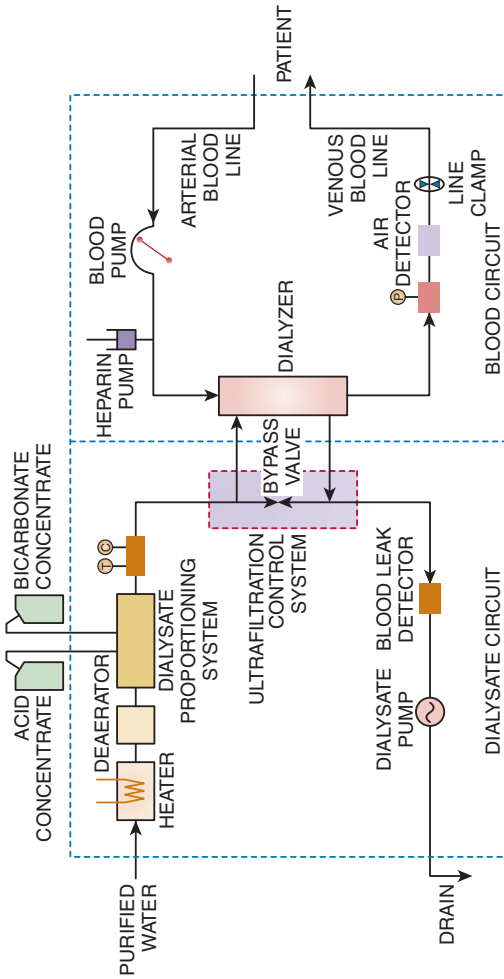 ACID
CONCENTRATE
BICARBONATE
CONCENTRATE
HEPARIN
PUMP
BLOOD
PUMP
ARTERIAL
BLOOD
LINE
PATIENT
PURIFIED
WATER
HEATER
DEAERATOR
DIALYSATE
PROPORTIONING
SYSTEM
T
C
ULTRAFILTRATION
CONTROL
SYSTEM
BYPASS
VALVE
DIALYZER
VENOUS
BLOOD
LINE
DRAIN
DIALYSATE
PUMP
BLOOD LEAK
DETECTOR
P
AIR
DETECTOR
LINE
CLAMP
DIALYSATE CIRCUIT
BLOOD CIRCUIT